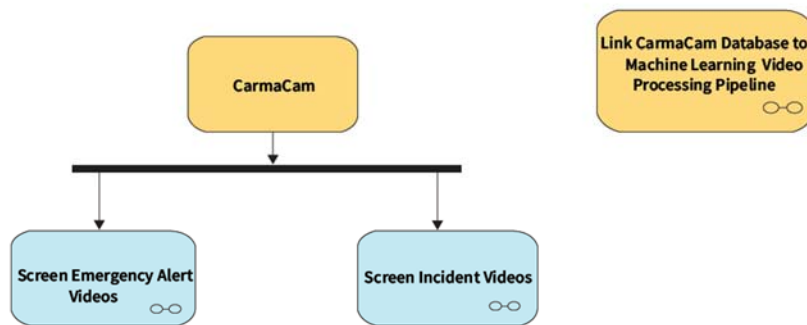 CarmaCam
Link CarmaCam Database to
Machine Learning Video
Processing Pipeline
Screen Emergency Alert
Videos
Screen Incident Videos